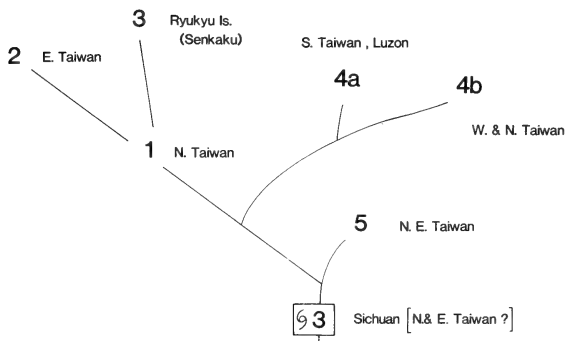 3 Ryukyu Is.
(Senkaku)
2 E. Taiwan
S. Taiwan , Luzon
4a
4b
W. & N. Taiwan
1 N. Taiwan
5 N. E. Taiwan
3 Sichuan [N.& E. Taiwan ?]